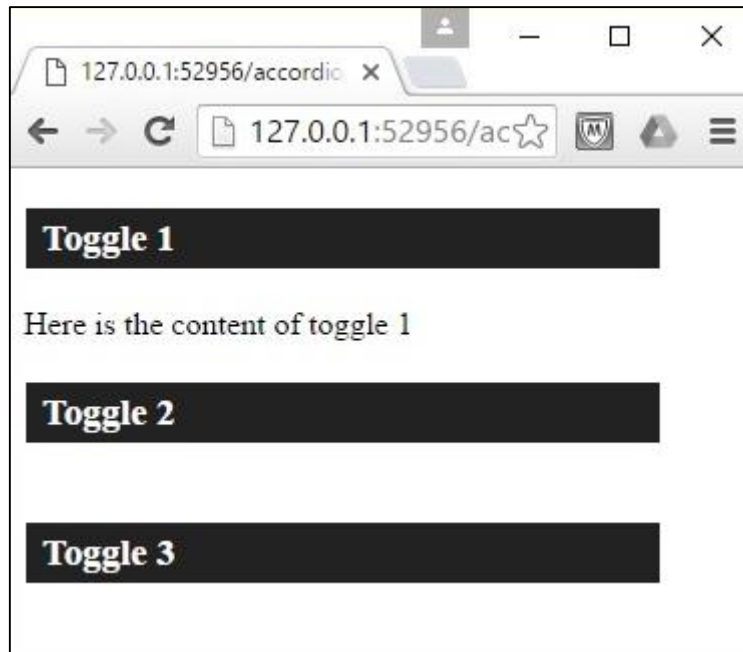 127.0.0.1:52956/accordio
127.0.0.1:52956/ac
Toggle 1
Here is the content of toggle 1
Toggle 2
Toggle 3